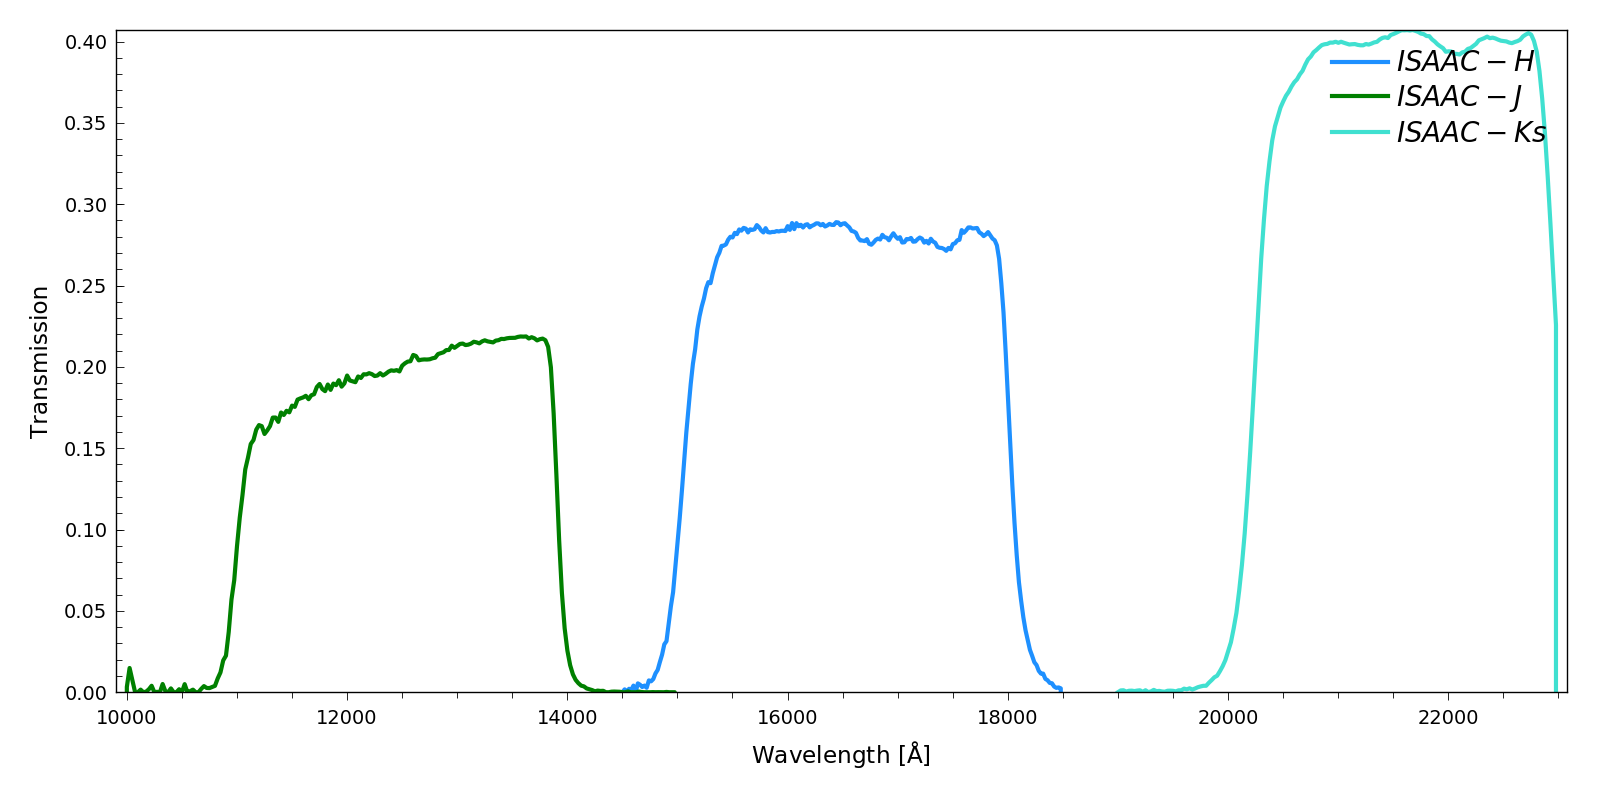 0.40
0.35
0.30
0.25
0.20
0.15
0.10
0.05
0.00
Transmission
ISAAC − H
ISAAC − J
ISAAC − Ks
10000 12000 14000 16000 18000 20000 22000
Wavelength [Å]